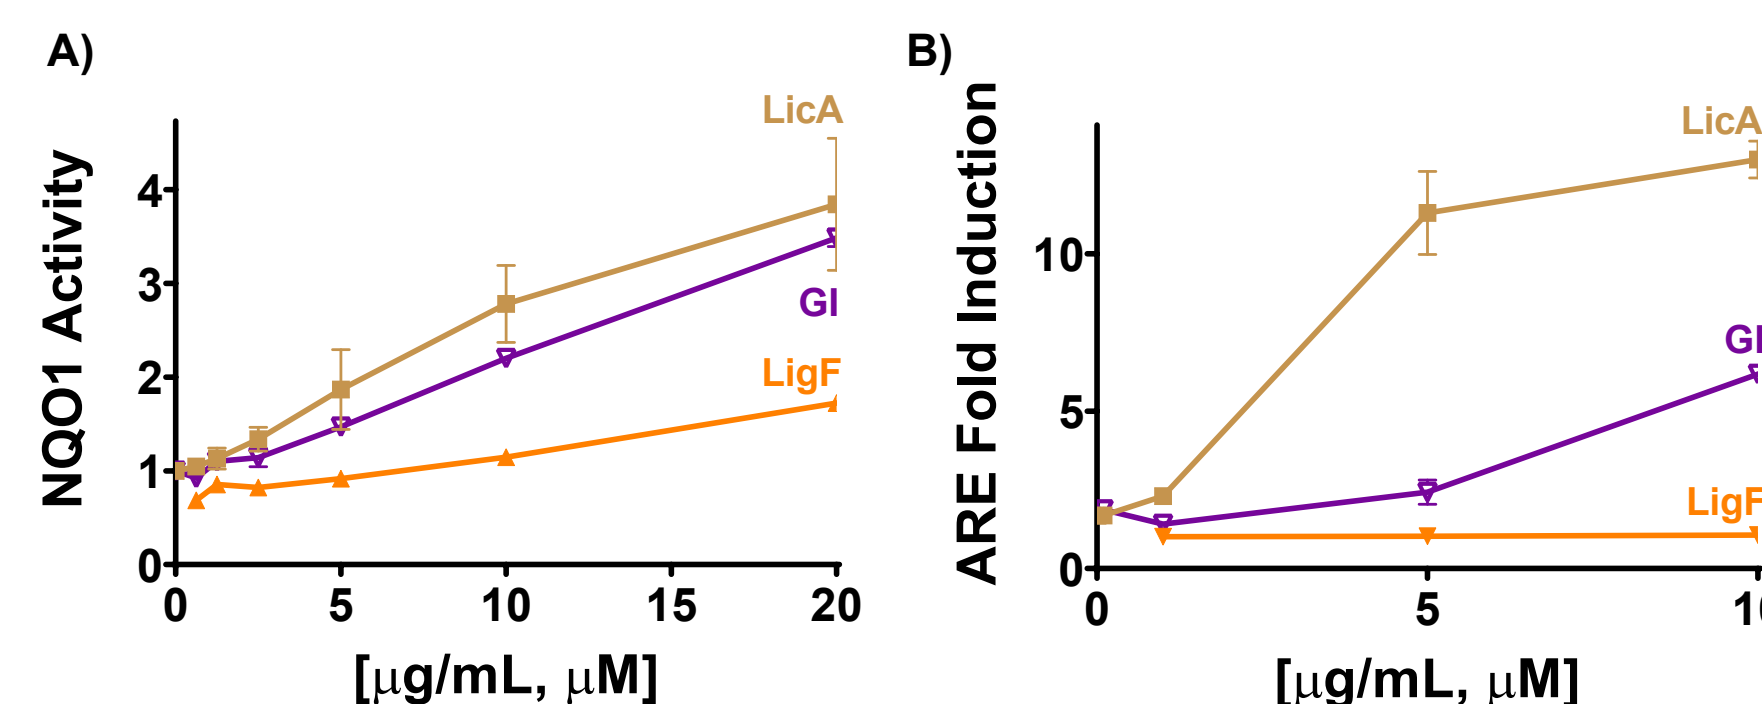 A)
NQO1 Activity
LicA
GI
LigF
4
3
2
1
0
0 5 10 15 20
[μg/mL, μM]
B)
ARE Fold Induction
LicA
GI
LigF
10
5
0
0 5 10
[μg/mL, μM]